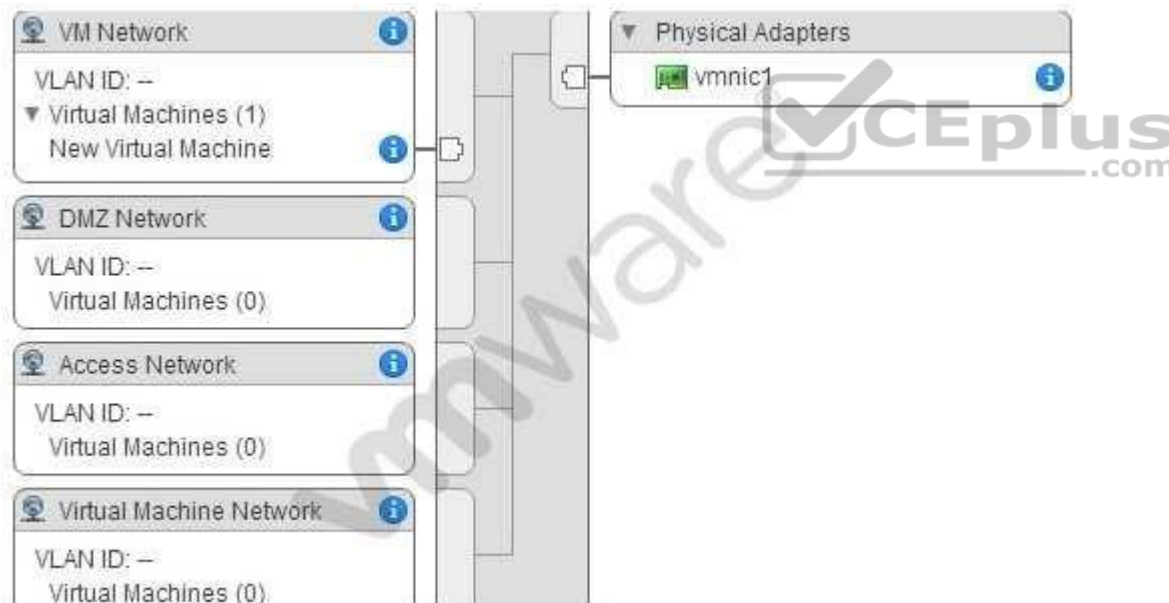 VM Network
VLAN ID: --
Virtual Machines (1)
New Virtual Machine
DMZ Network
VLAN ID: --
Virtual Machines (0)
Access Network
VLAN ID: --
Virtual Machines (0)
Virtual Machine Network
VLAN ID: --
Virtual Machines (0)
Physical Adapters
vmnic1
CEplus
.com
vmware